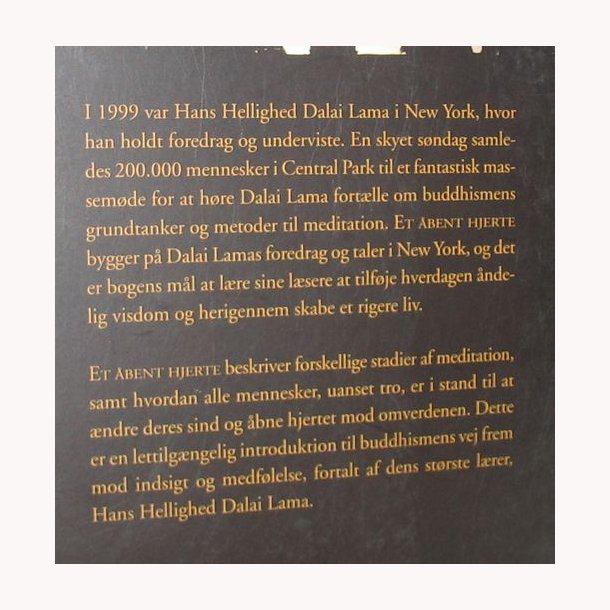 I 1999 var Hans Hellighed Dalai Lama i New York, hvor
han holdt foredrag og underviste. En skyet søndag samle-
des 200.000 mennesker i Central Park til et fantastisk mas-
semøde for at høre Dalai Lama fortælle om buddhismens
grundtanker og metoder til meditation. ET ÅBENT HJERTE
bygger på Dalai Lamas foredrag og taler i New York, og det
er bogens mål at lære sine læsere at tilføje hverdagen ånde-
lig visdom og herigennem skabe et rigere liv.
ET ÅBENT HJERTE beskriver forskellige stadier af meditation,
samt hvordan alle mennesker, uanset tro, er i stand til at
ændre deres sind og åbne hjertet mod omverdenen. Dette
er en lettilgængelig introduktion til buddhismens vej frem
mod indsigt og medfølelse, fortalt af dens største lærer,
Hans Hellighed Dalai Lama.